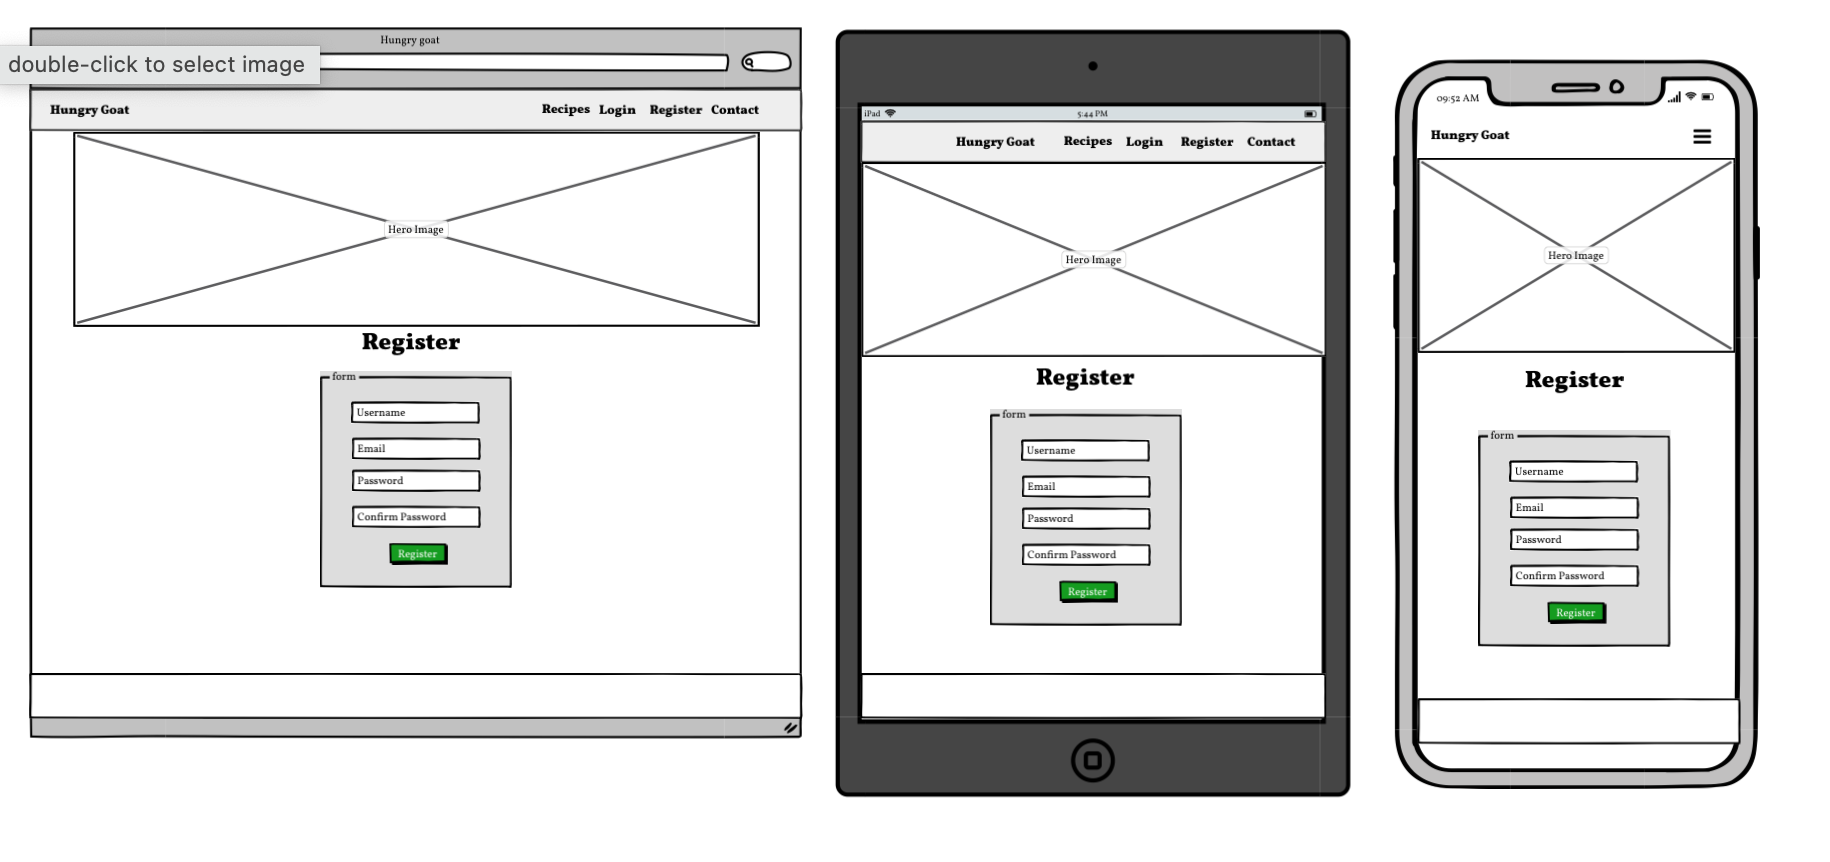 Hungry goat
double-click to select image
Hungry Goat Recipes Login Register Contact
Hero Image
Register
form
Username
Email
Password
Confirm Password
Register
iPad 5:44 PM
Hungry Goat Recipes Login Register Contact
Hero Image
Register
form
Username
Email
Password
Confirm Password
Register
09:52 AM
Hungry Goat
Hero Image
Register
form
Username
Email
Password
Confirm Password
Register